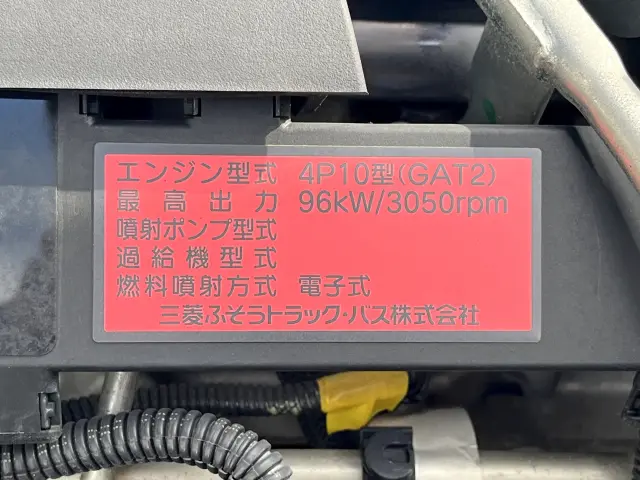 エンジン型式 4P10型(GAT2)
最高出力 96kW/3050rpm
噴射ポンプ型式
過給機型式
燃料噴射方式 電子式
三菱ふそうトラック・バス株式会社